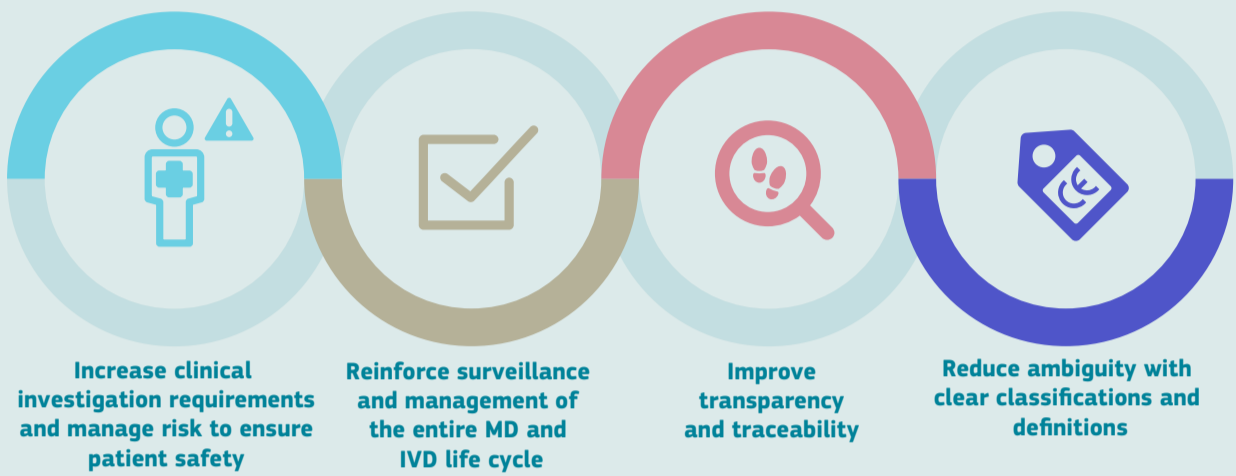 CE
Increase clinical
investigation requirements
and manage risk to ensure
patient safety
Reinforce surveillance
and management of
the entire MD and
IVD life cycle
Improve
transparency
and traceability
Reduce ambiguity with
clear classifications and
definitions